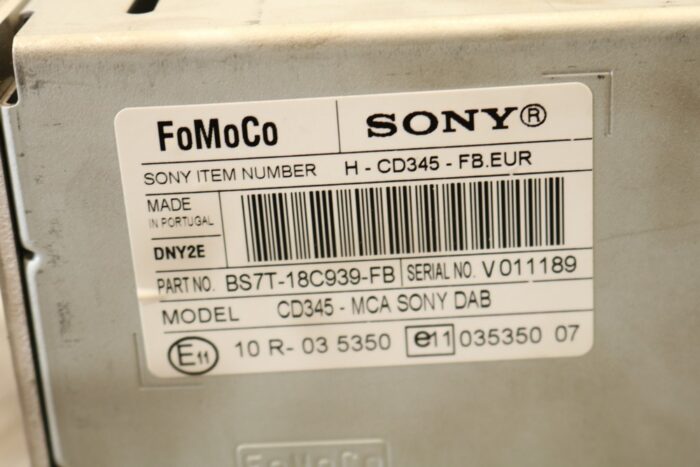 FoMoCo SONY®
SONY ITEM NUMBER H - CD345 - FB.EUR
MADE
IN PORTUGAL
DNY2E
PART NO. BS7T-18C939-FB SERIAL NO. V 011189
MODEL CD345 - MCA SONY DAB
E11 10 R- 03 5350 e11 035350 07
FoMoCo